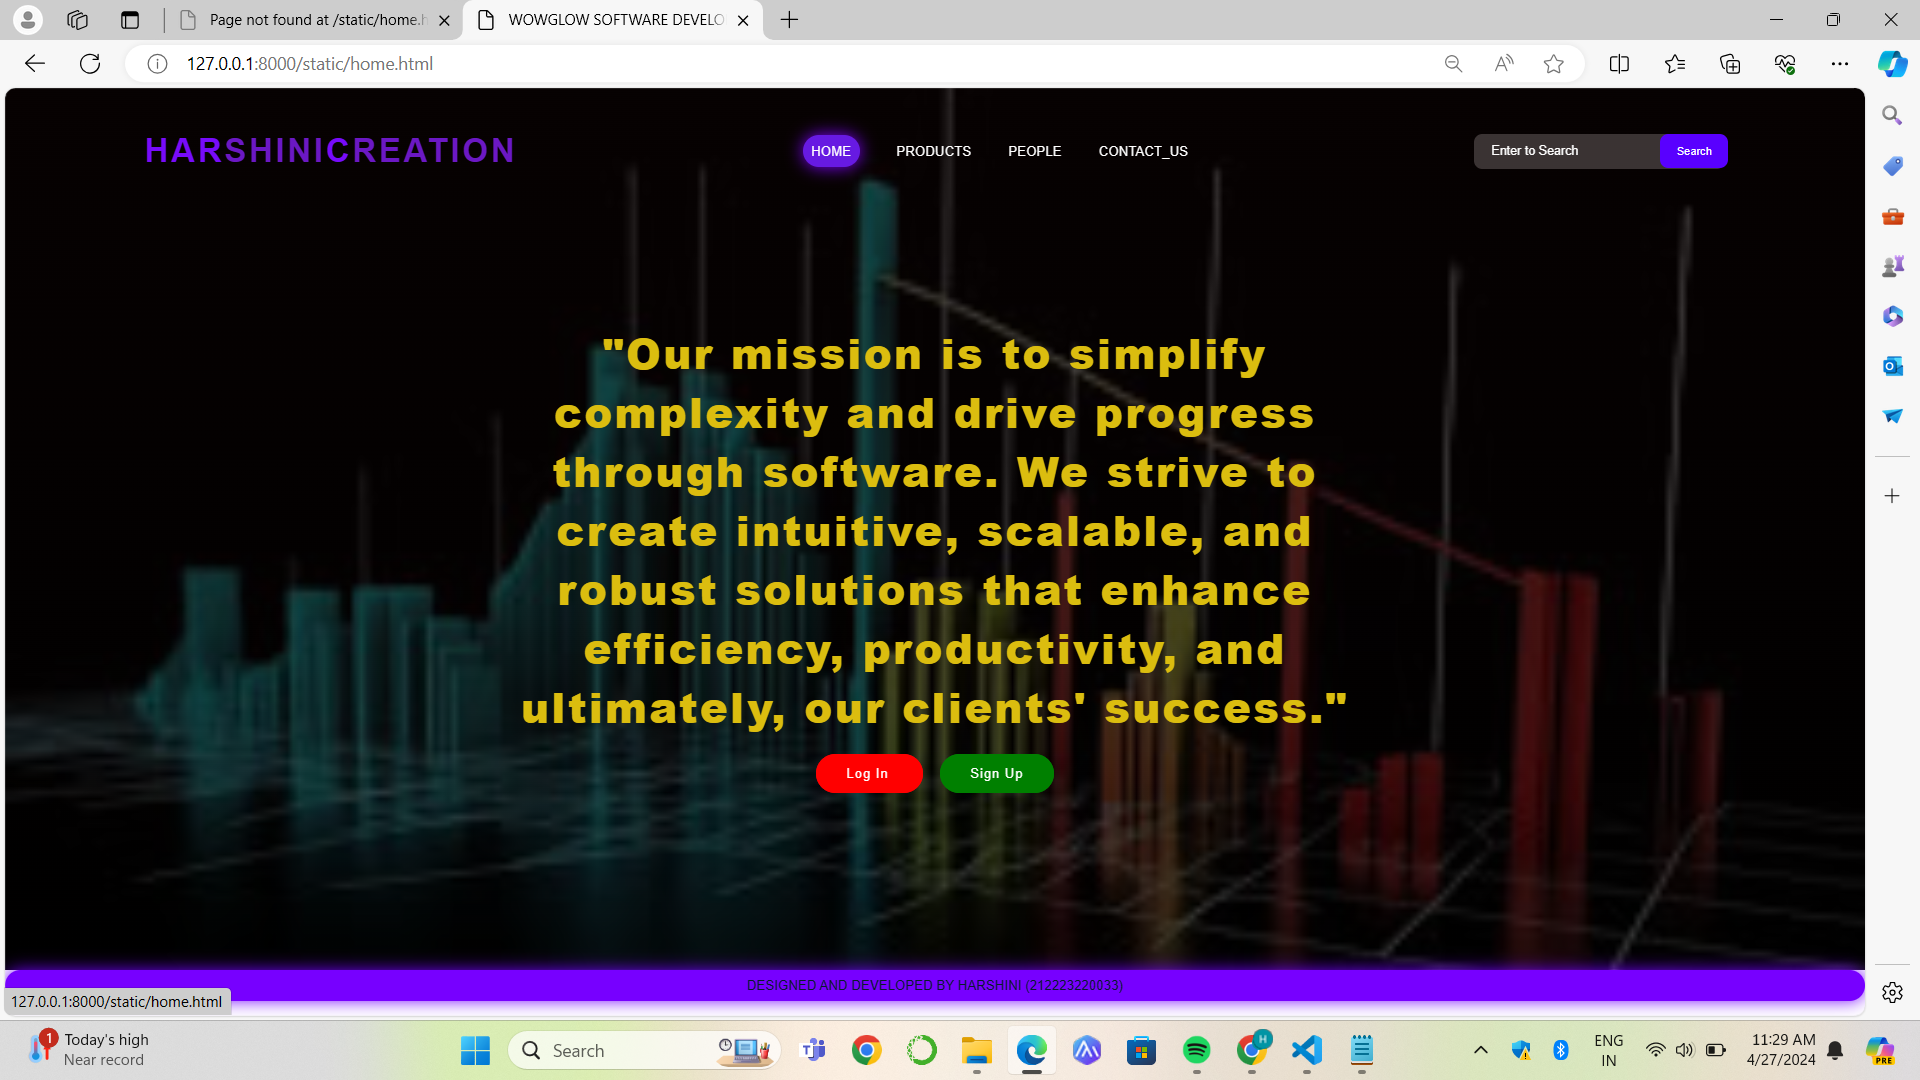 Page not found at /static/home.h
WOWGLOW SOFTWARE DEVELO
127.0.0.1:8000/static/home.html
HARSHINICREATION
HOME PRODUCTS PEOPLE CONTACT_US
Enter to Search Search
"Our mission is to simplify
complexity and drive progress
through software. We strive to
create intuitive, scalable, and
robust solutions that enhance
efficiency, productivity, and
ultimately, our clients' success."
Log In Sign Up
DESIGNED AND DEVELOPED BY HARSHINI (212223220033)
127.0.0.1:8000/static/home.html
1
Today's high
Near record
Search
H
ENG
IN
11:29 AM
4/27/2024
PRE